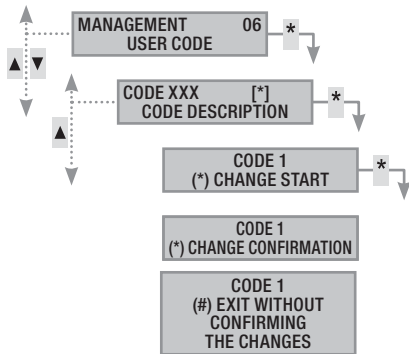 MANAGEMENT 06
USER CODE
*
▲ ▼
CODE XXX [*]
CODE DESCRIPTION
*
▲
CODE 1
(*) CHANGE START
*
CODE 1
(*) CHANGE CONFIRMATION
CODE 1
(#) EXIT WITHOUT
CONFIRMING
THE CHANGES